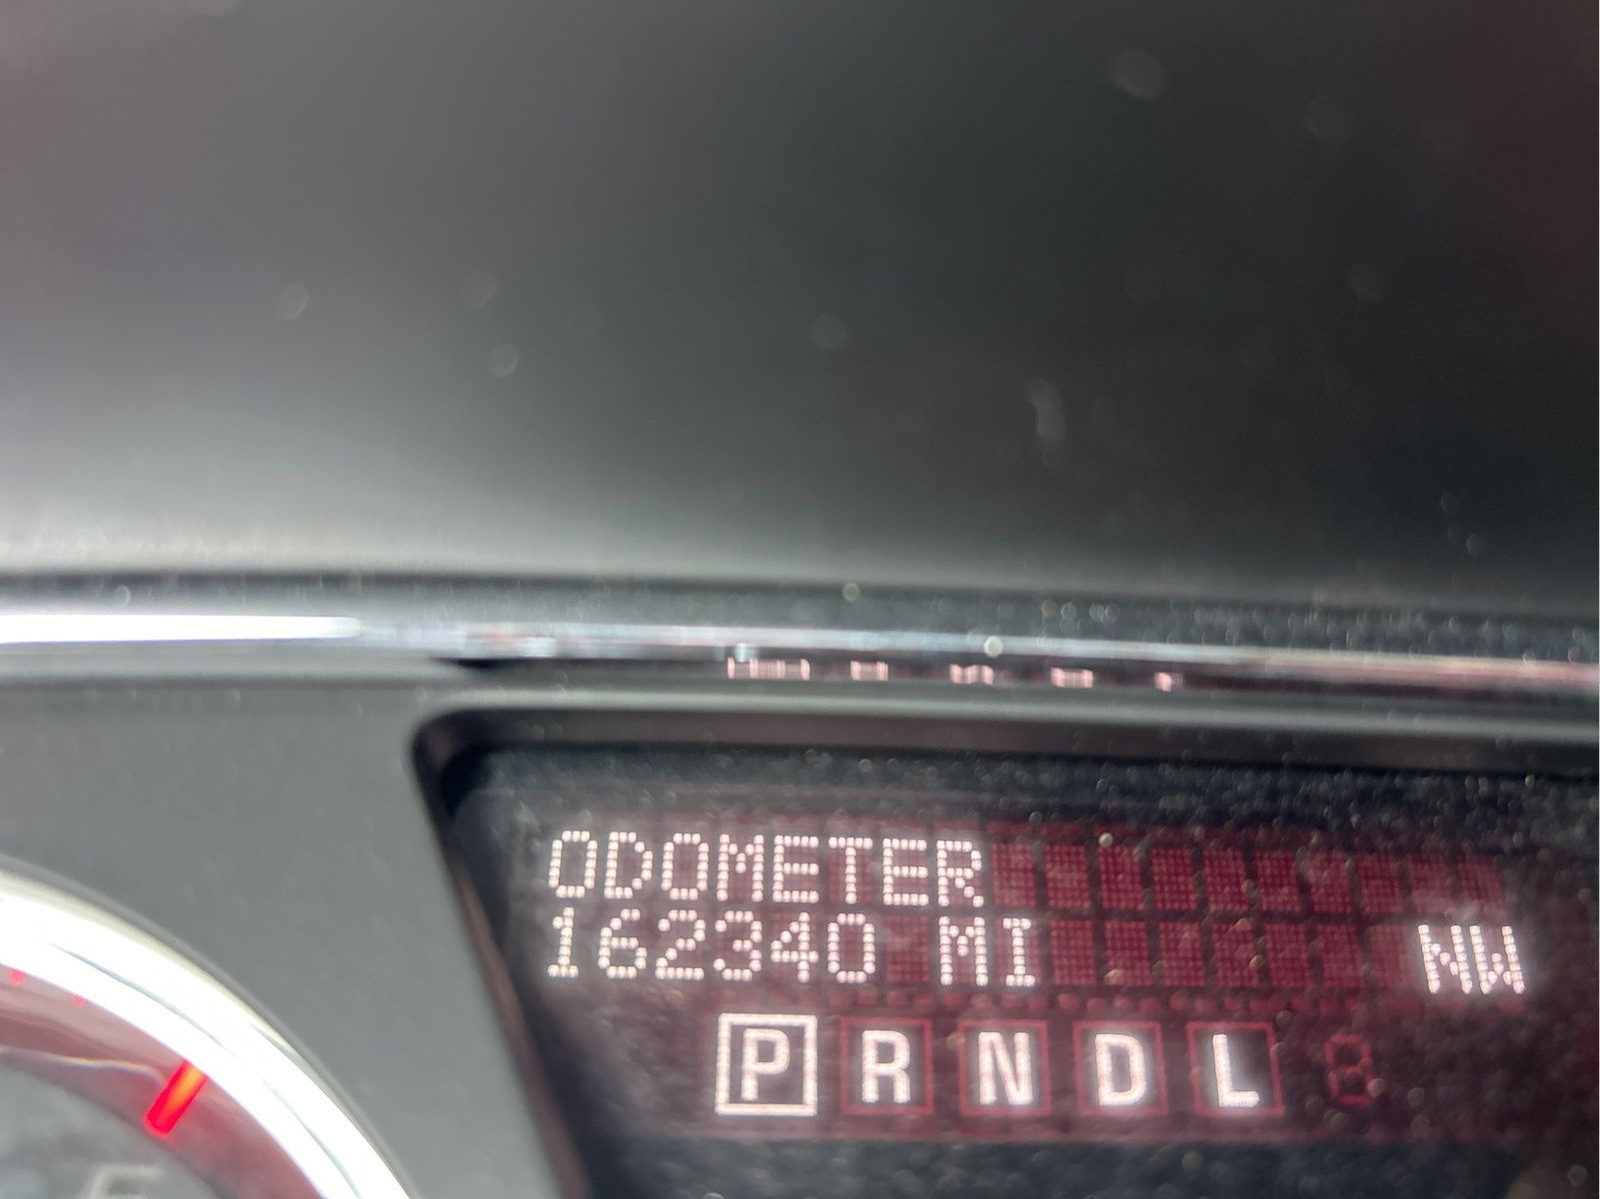 ODOMETER
162340 MI NW
P R N D L